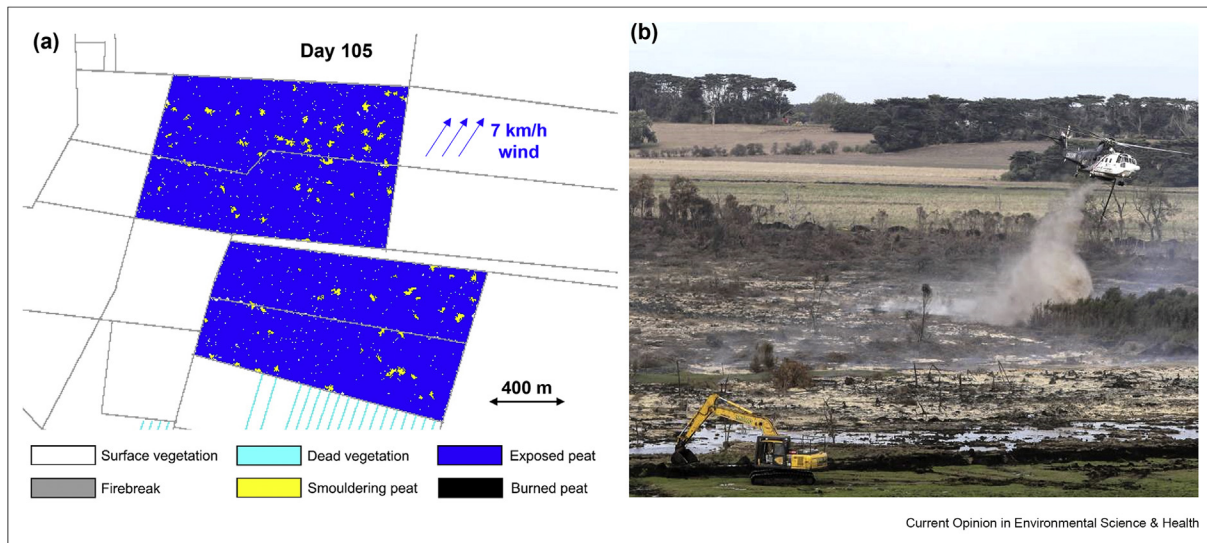 (a)
Day 105
7 km/h
wind
400 m
Surface vegetation
Dead vegetation
Exposed peat
Firebreak
Smouldering peat
Burned peat
(b)
Current Opinion in Environmental Science & Health